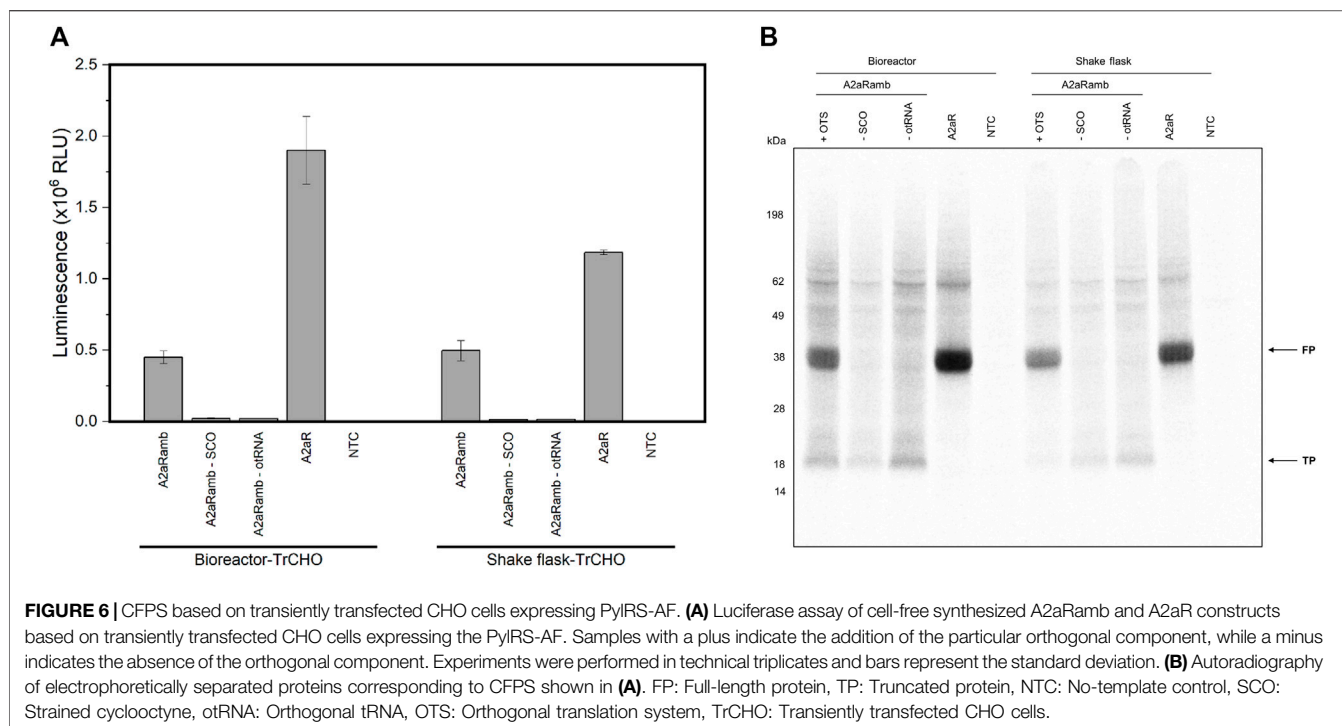 A
Luminescence (x10⁶ RLU)
2.5
2.0
1.5
1.0
0.5
0.0
A2aRamb
A2aRamb - SCO
A2aRamb - otRNA
A2aR
NTC
A2aRamb
A2aRamb - SCO
A2aRamb - otRNA
A2aR
NTC
Bioreactor-TrCHO
Shake flask-TrCHO
B
Bioreactor
Shake flask
A2aRamb
A2aRamb
kDa
+ OTS
- SCO
- otRNA
A2aR
NTC
+ OTS
- SCO
- otRNA
A2aR
NTC
198
62
49
38
28
18
14
FP
TP
FIGURE 6 | CFPS based on transiently transfected CHO cells expressing PylRS-AF. (A) Luciferase assay of cell-free synthesized A2aRamb and A2aR constructs
based on transiently transfected CHO cells expressing the PylRS-AF. Samples with a plus indicate the addition of the particular orthogonal component, while a minus
indicates the absence of the orthogonal component. Experiments were performed in technical triplicates and bars represent the standard deviation. (B) Autoradiography
of electrophoretically separated proteins corresponding to CFPS shown in (A). FP: Full-length protein, TP: Truncated protein, NTC: No-template control, SCO:
Strained cyclooctyne, otRNA: Orthogonal tRNA, OTS: Orthogonal translation system, TrCHO: Transiently transfected CHO cells.